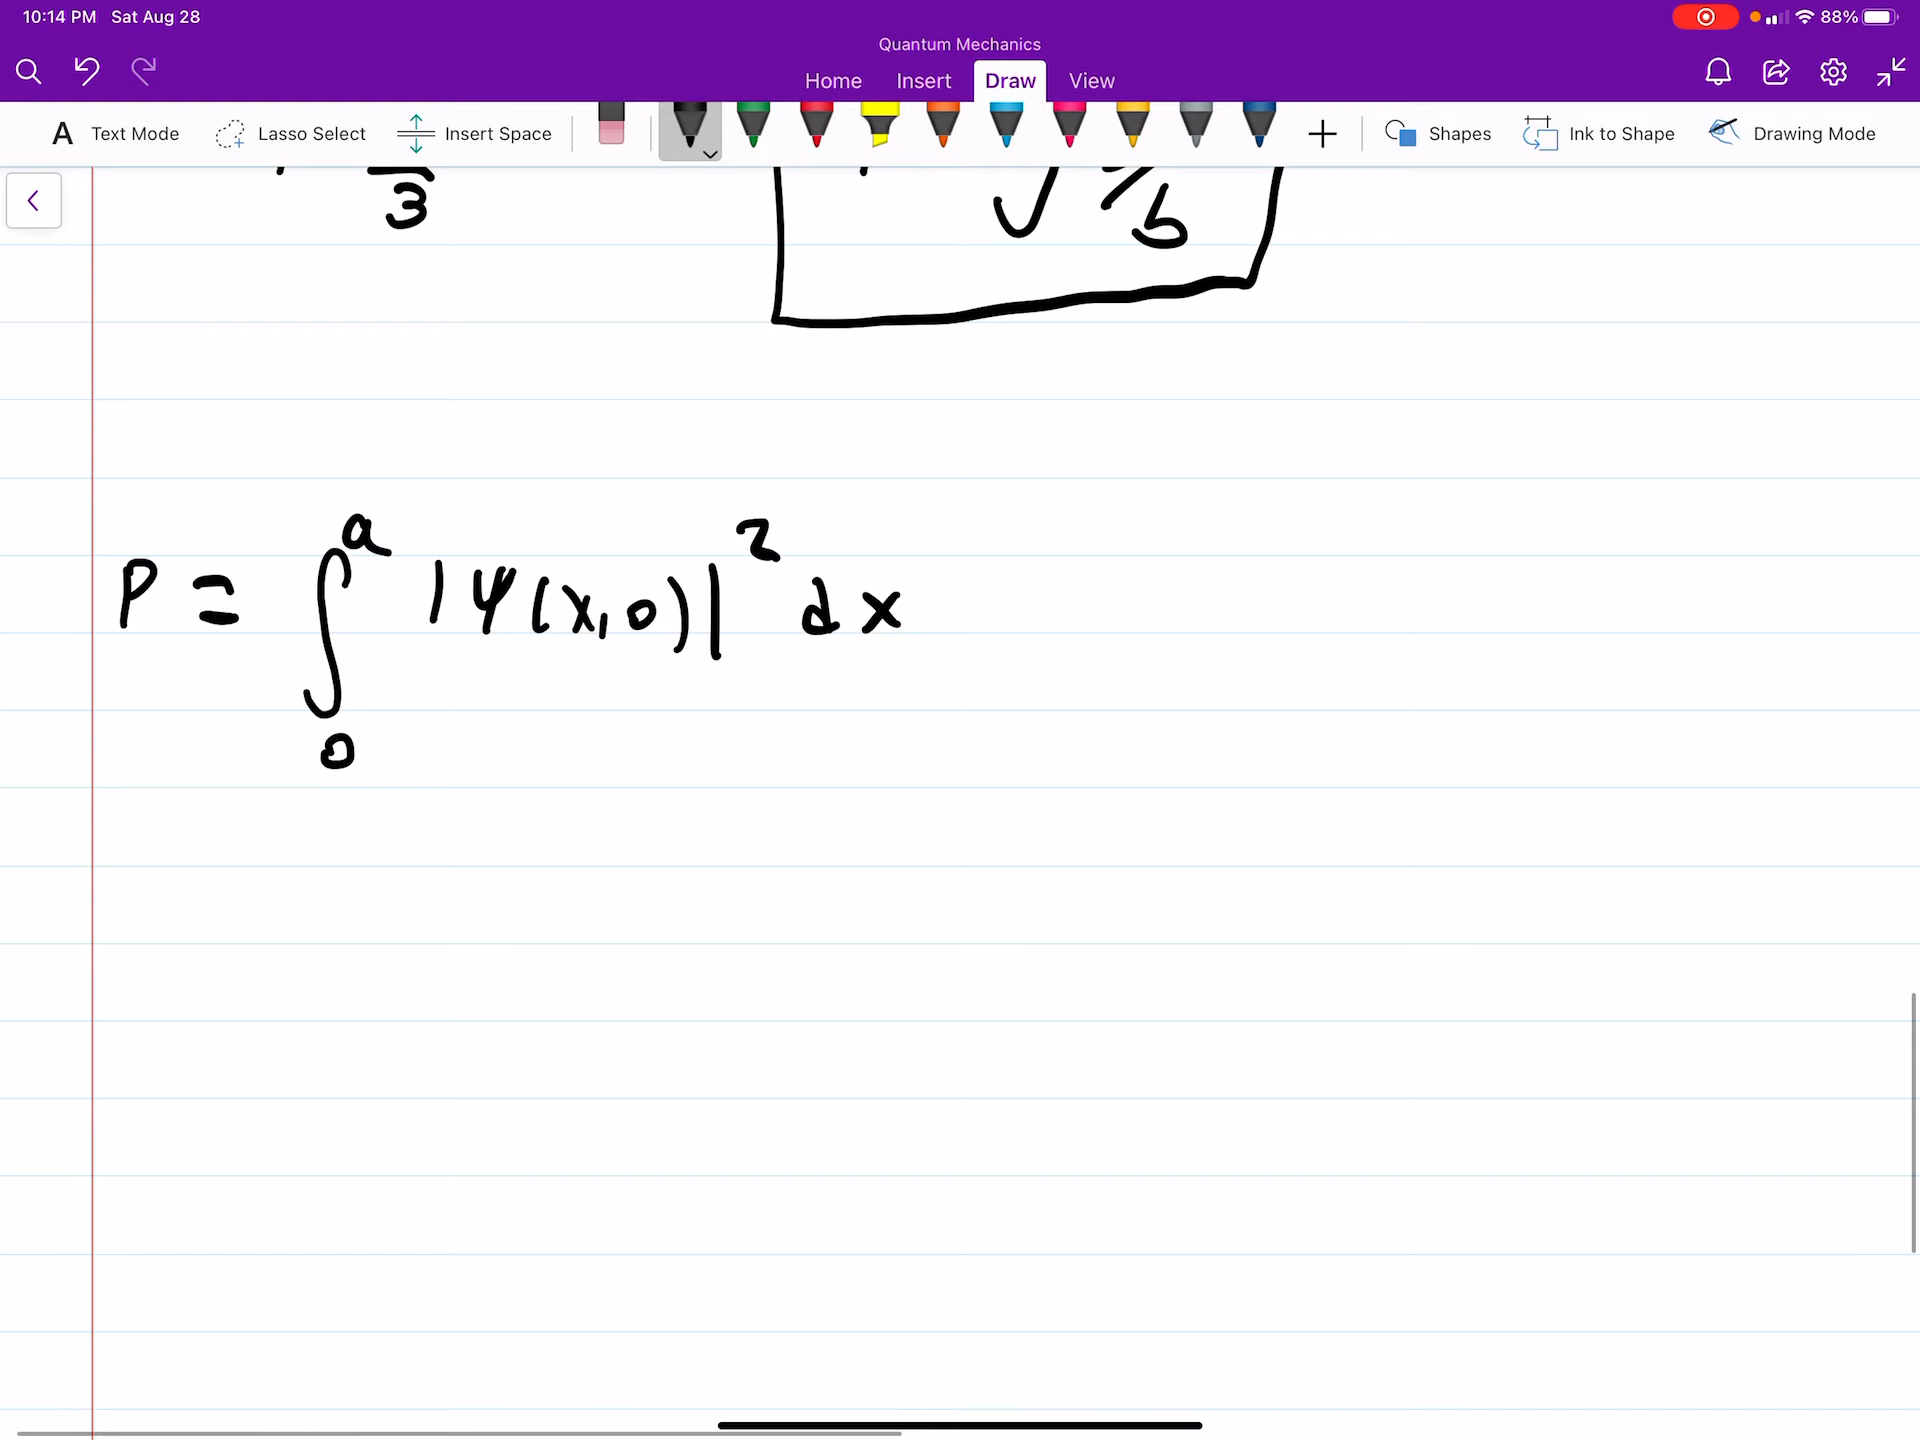 10:14 PM Sat Aug 28 88%
Quantum Mechanics
Home Insert Draw View
A Text Mode Lasso Select Insert Space Shapes Ink to Shape Drawing Mode
3 √ / b
P = ∫₀ᵃ |ψ(x,0)|² dx